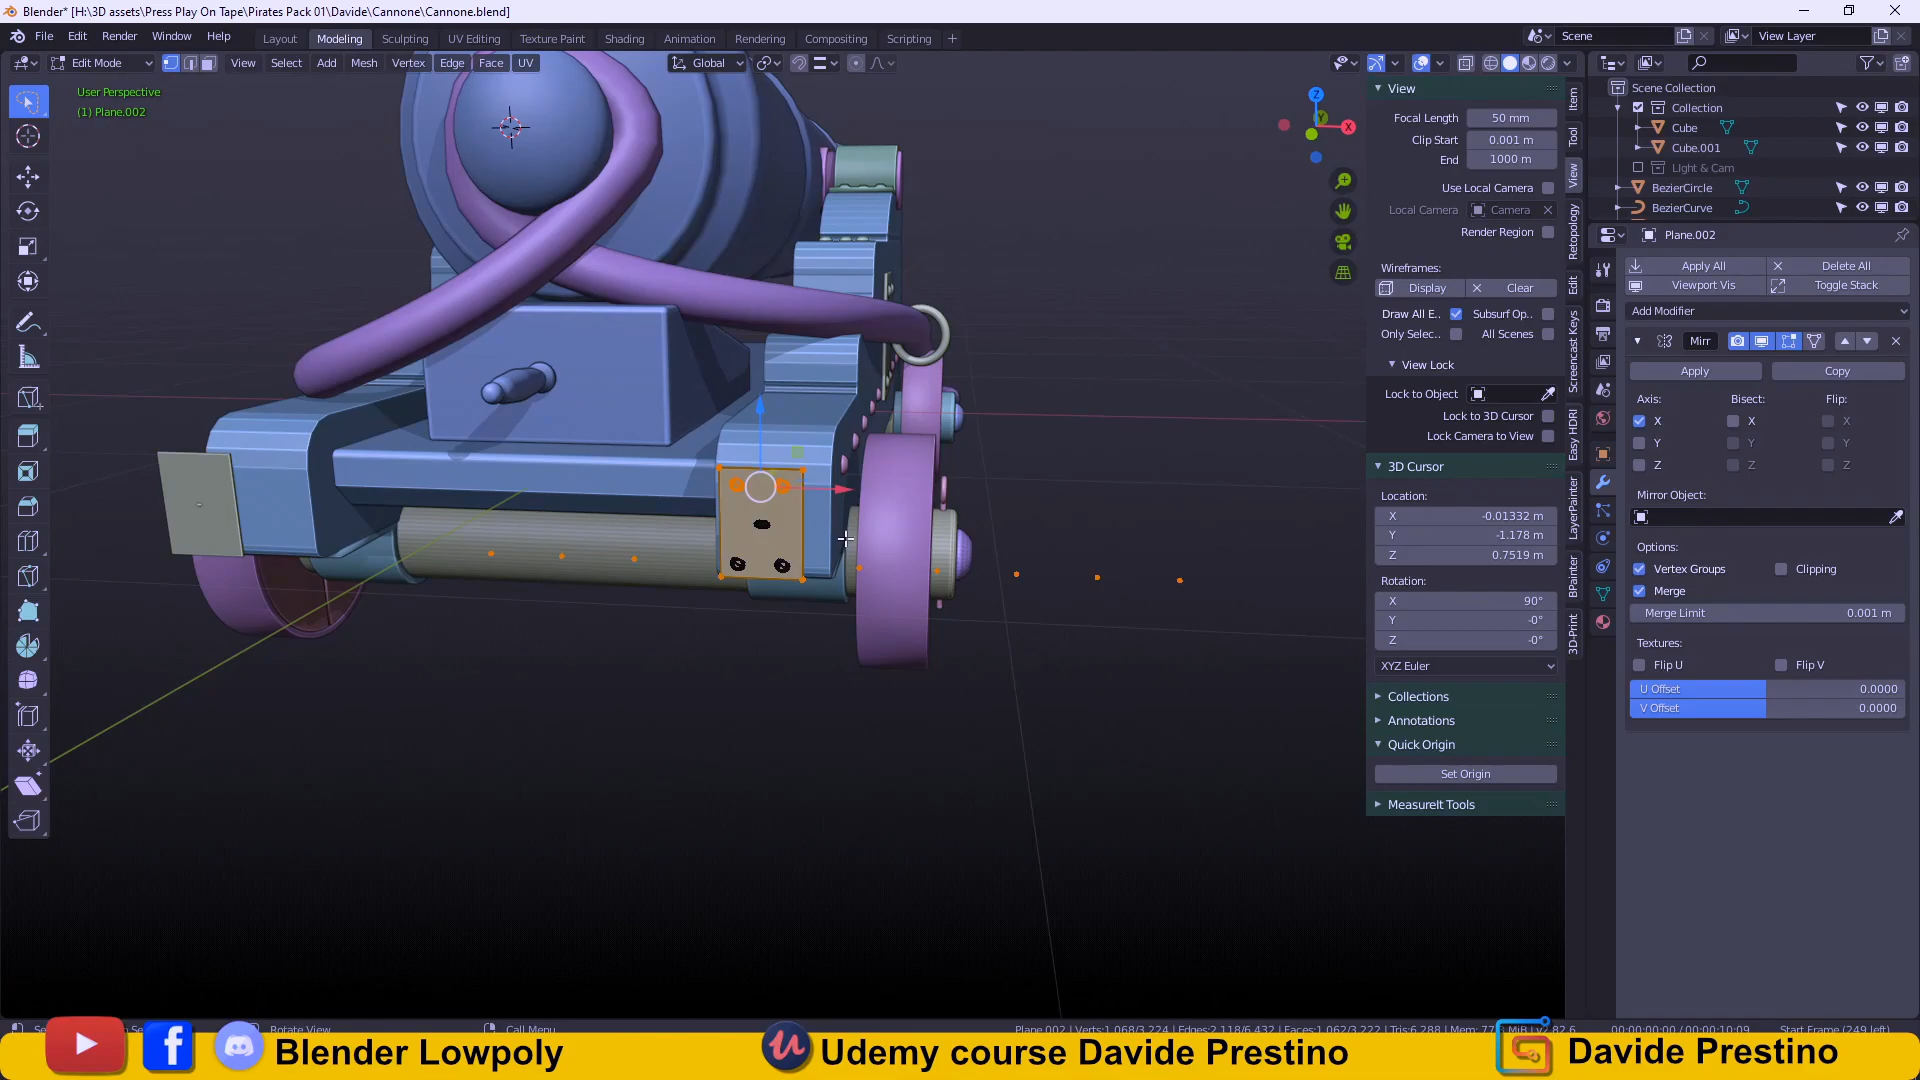 Blender* [H:\3D assets\Press Play On Tape\Pirates Pack 01\Davide\Cannone\Cannone.blend]
File Edit Render Window Help
Layout Modeling Sculpting UV Editing Texture Paint Shading Animation Rendering Compositing Scripting
Scene
View Layer
Edit Mode
View Select Add Mesh Vertex Edge Face UV
Global
User Perspective
(1) Plane.002
Z
X
Y
View
Focal Length 50 mm
Clip Start 0.001 m
End 1000 m
Use Local Camera
Local Camera Camera
Render Region
Wireframes:
Display Clear
Draw All E.. Subsurf Op..
Only Selec.. All Scenes
View Lock
Lock to Object
Lock to 3D Cursor
Lock Camera to View
3D Cursor
Location:
X -0.01332 m
Y -1.178 m
Z 0.7519 m
Rotation:
X 90°
Y -0°
Z -0°
XYZ Euler
Collections
Annotations
Quick Origin
Set Origin
MeasureIt Tools
Item
Tool
View
Retopology
Edit
Screencast Keys
Easy HDRI
LayerPainter
BPainter
3D-Print
Scene Collection
Collection
Cube
Cube.001
LIght & Cam
BezierCircle
BezierCurve
Plane.002
Apply All Delete All
Viewport Vis Toggle Stack
Add Modifier
Mirr
Apply Copy
Axis: Bisect: Flip:
X X X
Y Y Y
Z Z Z
Mirror Object:
Options:
Vertex Groups Clipping
Merge
Merge Limit 0.001 m
Textures:
Flip U Flip V
U Offset 0.0000
V Offset 0.0000
Rotate View
Call Menu
Blender Lowpoly
Udemy course Davide Prestino
Davide Prestino